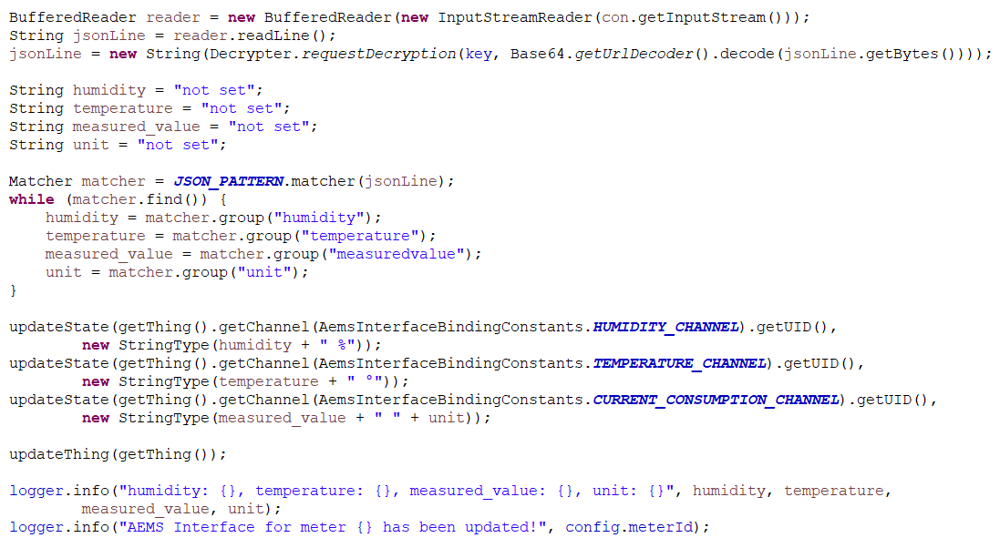 BufferedReader reader = new BufferedReader(new InputStreamReader(con.getInputStream()));
String jsonLine = reader.readLine();
jsonLine = new String(Decrypter.requestDecryption(key, Base64.getUrlDecoder().decode(jsonLine.getBytes())));

String humidity = "not set";
String temperature = "not set";
String measured_value = "not set";
String unit = "not set";

Matcher matcher = JSON_PATTERN.matcher(jsonLine);
while (matcher.find()) {
    humidity = matcher.group("humidity");
    temperature = matcher.group("temperature");
    measured_value = matcher.group("measuredvalue");
    unit = matcher.group("unit");
}

updateState(getThing().getChannel(AemsInterfaceBindingConstants.HUMIDITY_CHANNEL).getUID(),
        new StringType(humidity + " %"));
updateState(getThing().getChannel(AemsInterfaceBindingConstants.TEMPERATURE_CHANNEL).getUID(),
        new StringType(temperature + " °"));
updateState(getThing().getChannel(AemsInterfaceBindingConstants.CURRENT_CONSUMPTION_CHANNEL).getUID(),
        new StringType(measured_value + " " + unit));

updateThing(getThing());

logger.info("humidity: {}, temperature: {}, measured_value: {}, unit: {}", humidity, temperature,
        measured_value, unit);
logger.info("AEMS Interface for meter {} has been updated!", config.meterId);